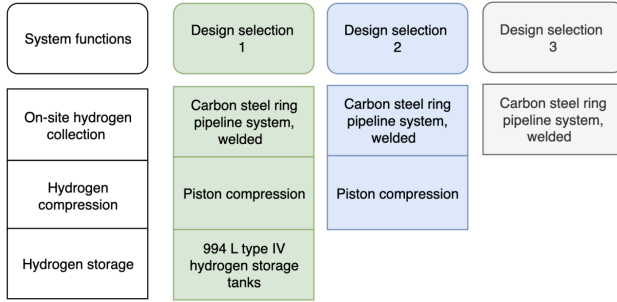 System functions
Design selection
1
Design selection
2
Design selection
3
On-site hydrogen
collection
Carbon steel ring
pipeline system,
welded
Carbon steel ring
pipeline system,
welded
Carbon steel ring
pipeline system,
welded
Hydrogen
compression
Piston compression
Piston compression
Hydrogen storage
994 L type IV
hydrogen storage
tanks